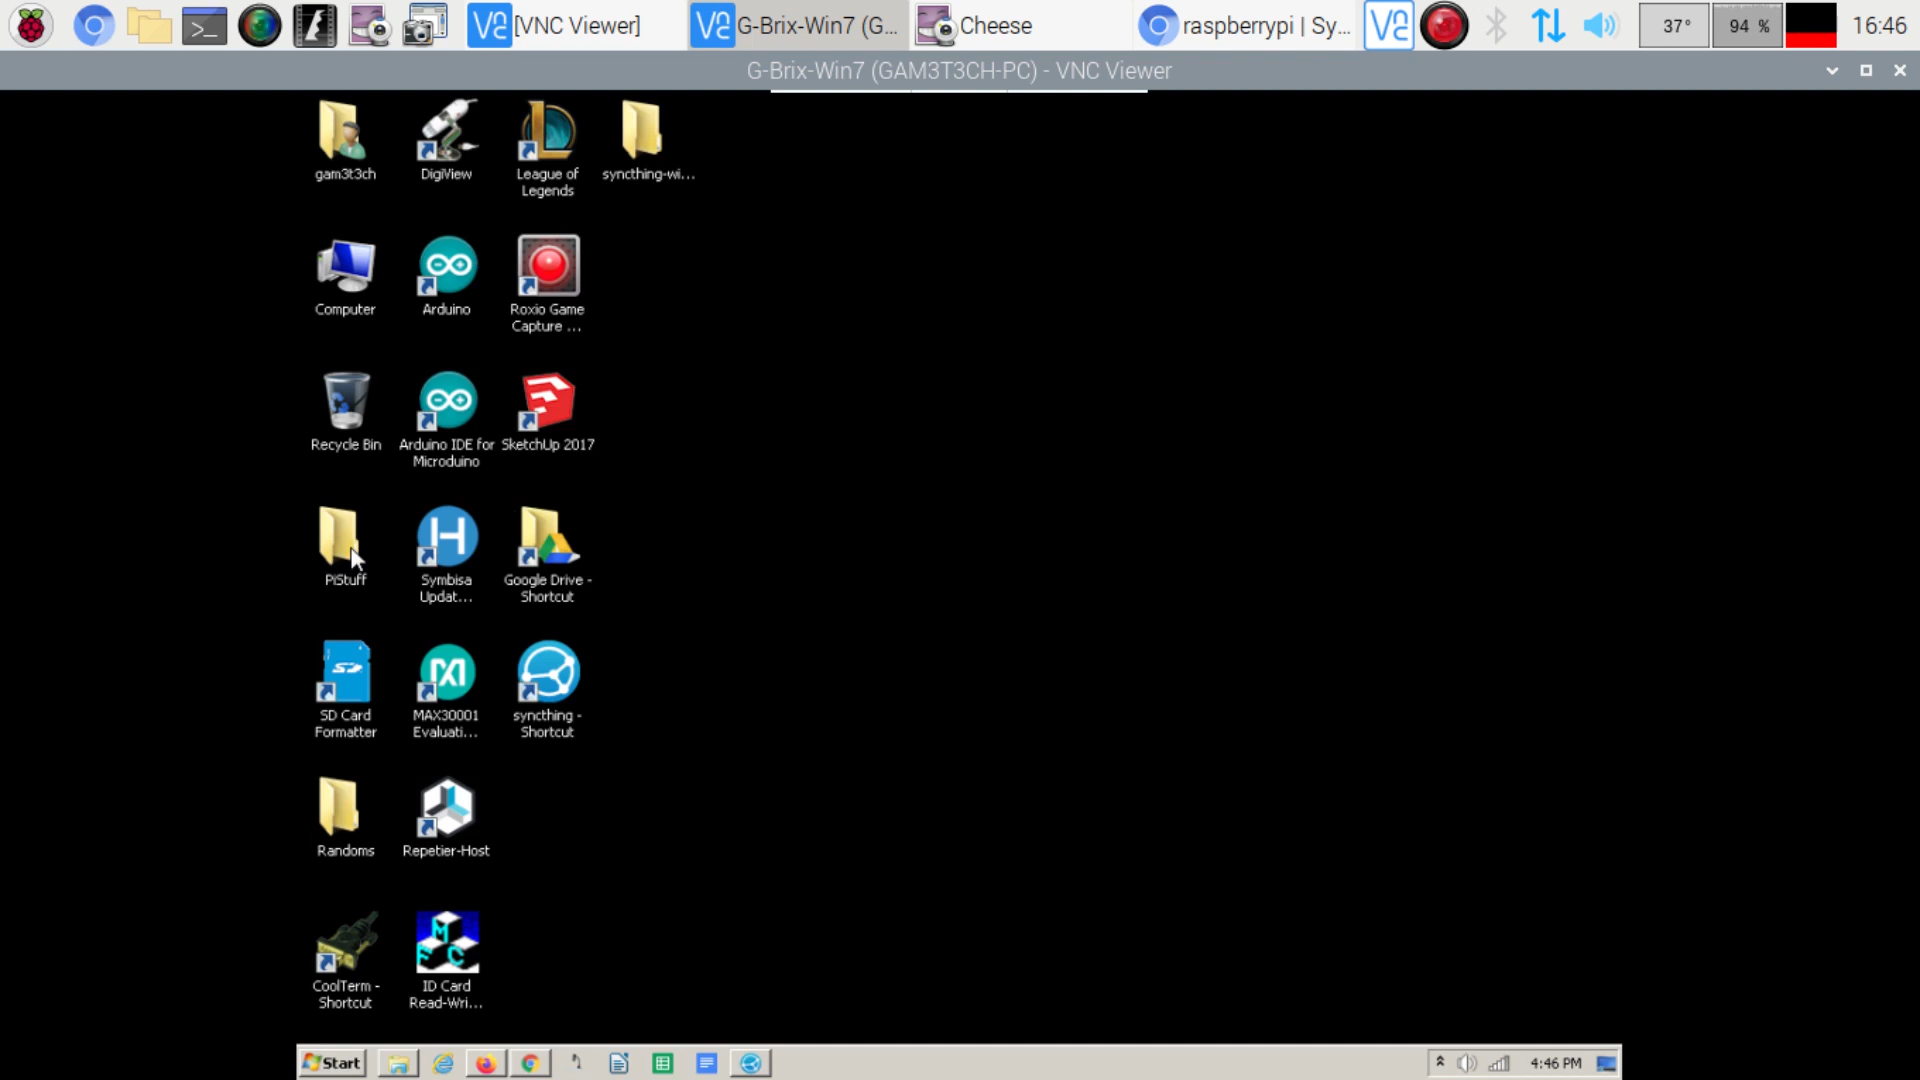 [VNC Viewer]
G-Brix-Win7 (G...
Cheese
raspberrypi | Sy...
37°
94 %
16:46
G-Brix-Win7 (GAM3T3CH-PC) - VNC Viewer
gam3t3ch
DigiView
League of
Legends
syncthing-wi...
Computer
Arduino
Roxio Game
Capture ...
Recycle Bin
Arduino IDE for
Microduino
SketchUp 2017
PiStuff
Symbisa
Updat...
Google Drive -
Shortcut
SD Card
Formatter
MAX30001
Evaluati...
syncthing -
Shortcut
Randoms
Repetier-Host
CoolTerm -
Shortcut
ID Card
Read-Wri...
Start
4:46 PM